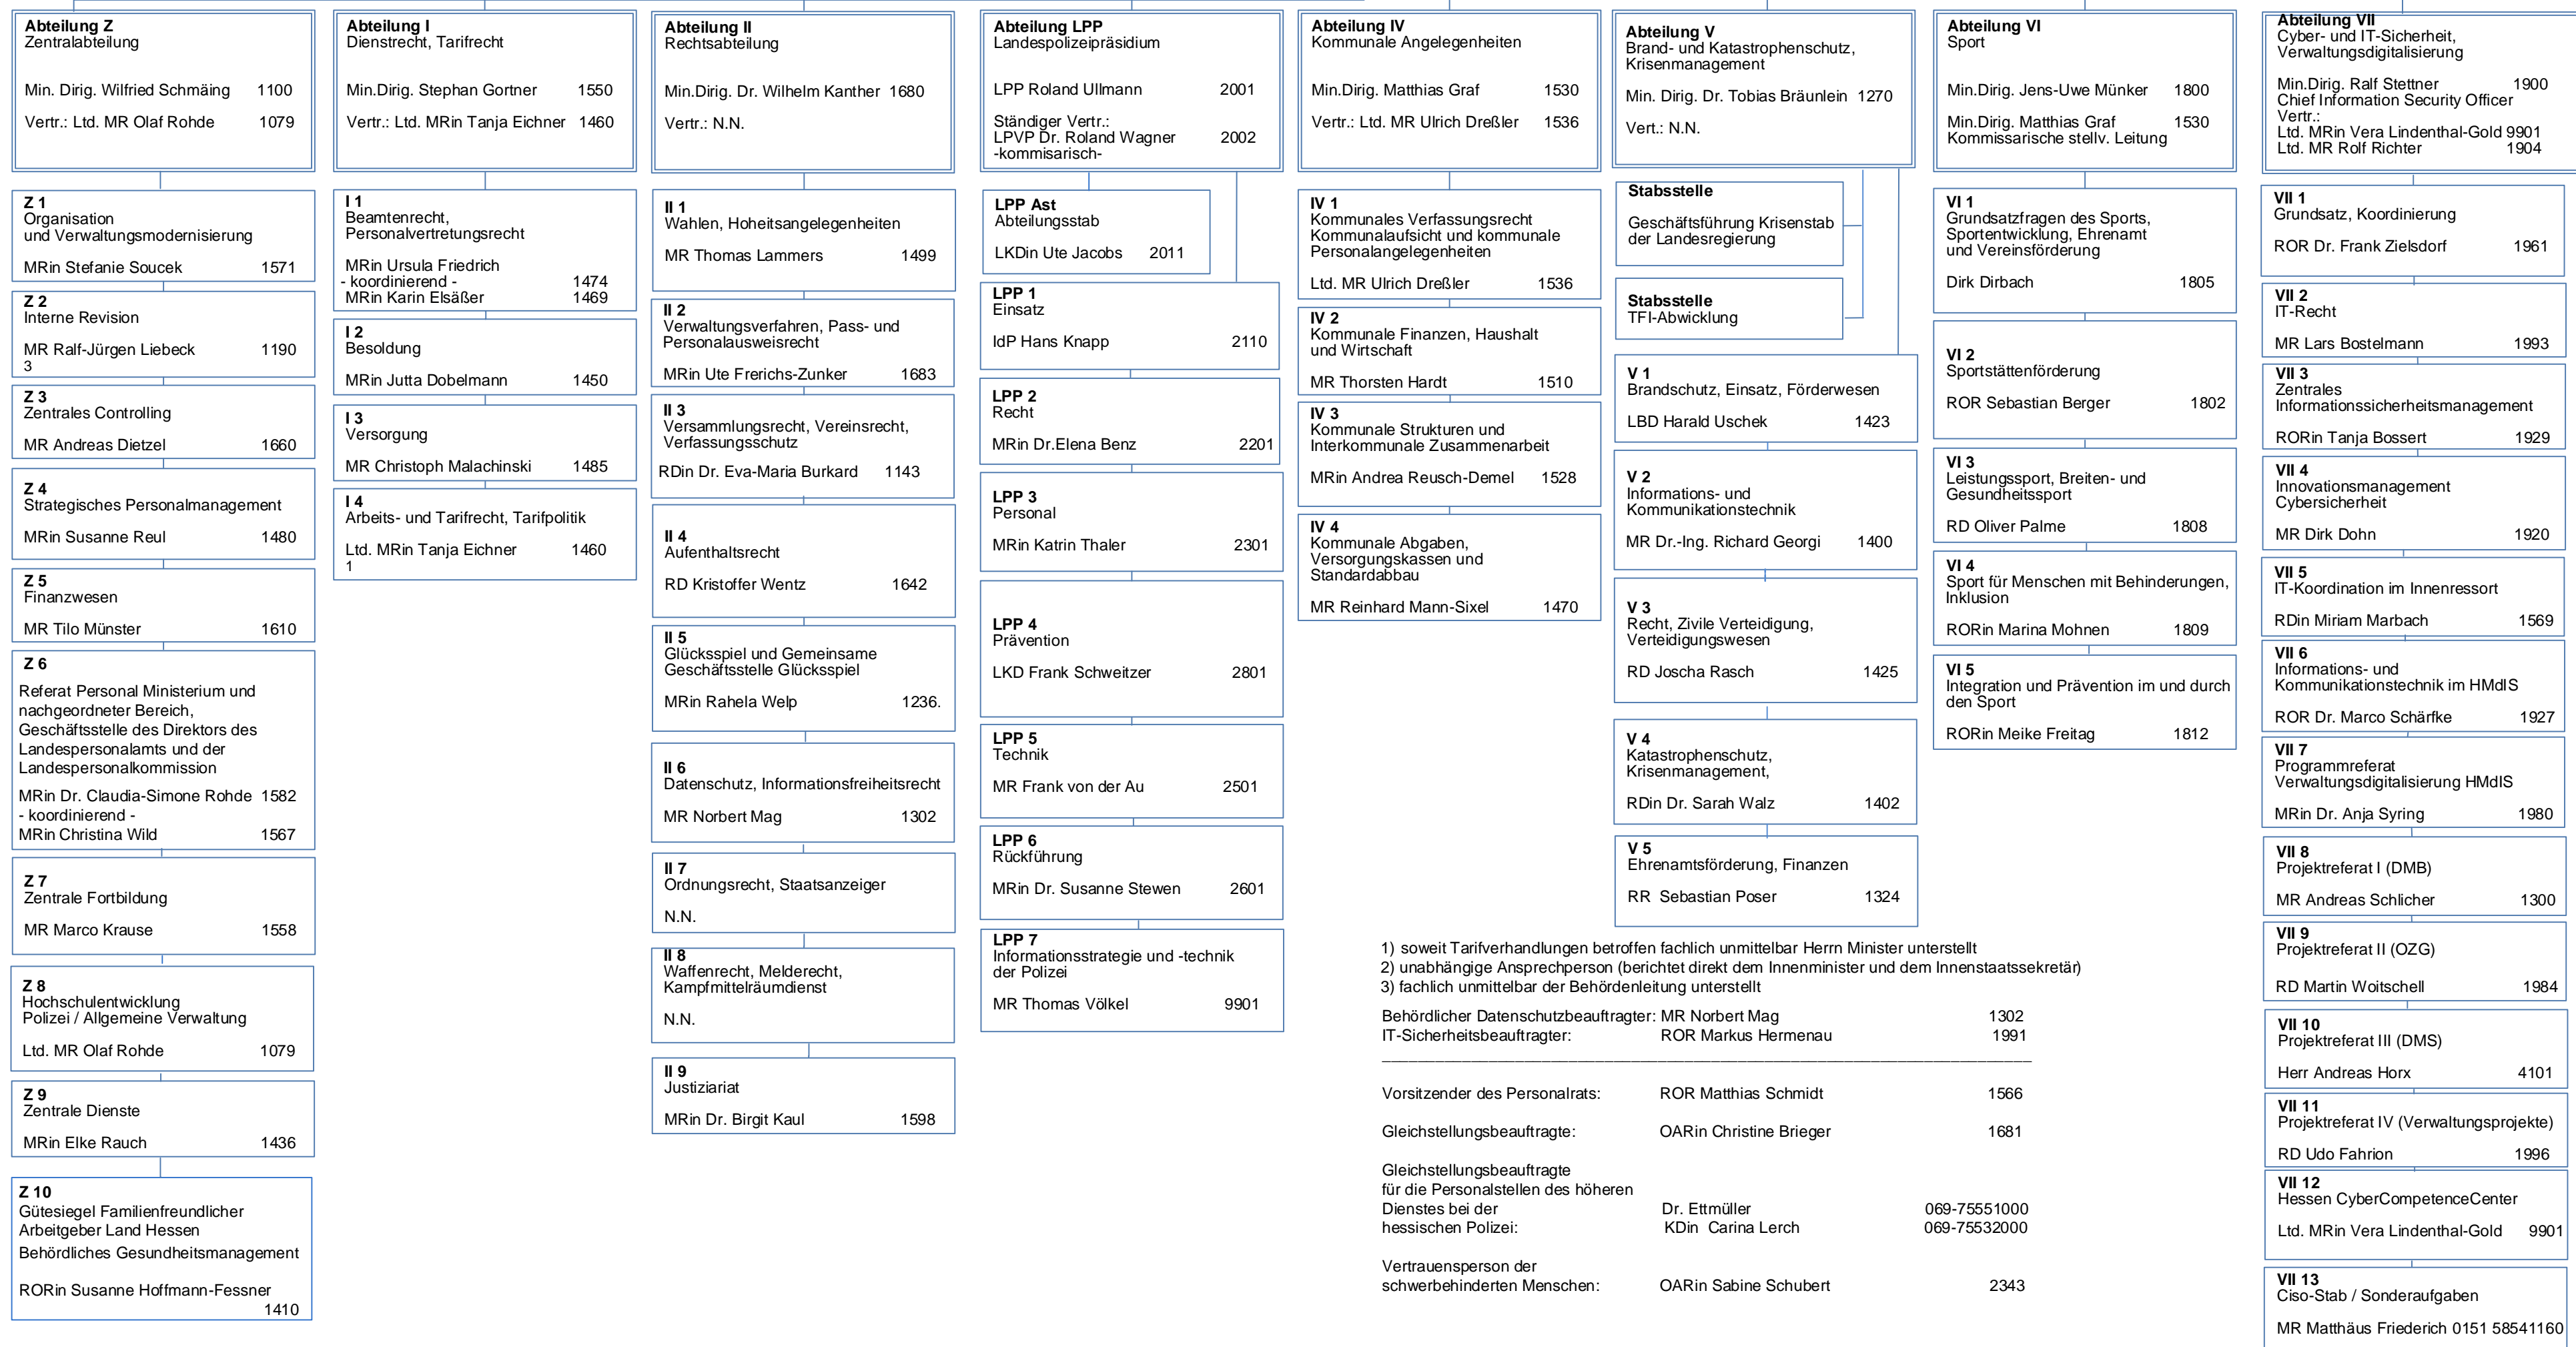 Abteilung Z
Zentralabteilung
Min. Dirig. Wilfried Schmäing 1100
Vertr.: Ltd. MR Olaf Rohde 1079
Z 1
Organisation
und Verwaltungsmodernisierung
MRin Stefanie Soucek 1571
Z 2
Interne Revision
MR Ralf-Jürgen Liebeck 1190
3
Z 3
Zentrales Controlling
MR Andreas Dietzel 1660
Z 4
Strategisches Personalmanagement
MRin Susanne Reul 1480
Z 5
Finanzwesen
MR Tilo Münster 1610
Z 6
Referat Personal Ministerium und
nachgeordneter Bereich,
Geschäftsstelle des Direktors des
Landespersonalamts und der
Landespersonalkommission
MRin Dr. Claudia-Simone Rohde 1582
- koordinierend -
MRin Christina Wild 1567
Z 7
Zentrale Fortbildung
MR Marco Krause 1558
Z 8
Hochschulentwicklung
Polizei / Allgemeine Verwaltung
Ltd. MR Olaf Rohde 1079
Z 9
Zentrale Dienste
MRin Elke Rauch 1436
Z 10
Gütesiegel Familienfreundlicher
Arbeitgeber Land Hessen
Behördliches Gesundheitsmanagement
RORin Susanne Hoffmann-Fessner
1410
Abteilung I
Dienstrecht, Tarifrecht
Min.Dirig. Stephan Gortner 1550
Vertr.: Ltd. MRin Tanja Eichner 1460
I 1
Beamtenrecht,
Personalvertretungsrecht
MRin Ursula Friedrich
- koordinierend - 1474
MRin Karin Elsäßer 1469
I 2
Besoldung
MRin Jutta Dobelmann 1450
I 3
Versorgung
MR Christoph Malachinski 1485
I 4
Arbeits- und Tarifrecht, Tarifpolitik
Ltd. MRin Tanja Eichner 1460
1
Abteilung II
Rechtsabteilung
Min.Dirig. Dr. Wilhelm Kanther 1680
Vertr.: N.N.
II 1
Wahlen, Hoheitsangelegenheiten
MR Thomas Lammers 1499
II 2
Verwaltungsverfahren, Pass- und
Personalausweisrecht
MRin Ute Frerichs-Zunker 1683
II 3
Versammlungsrecht, Vereinsrecht,
Verfassungsschutz
RDin Dr. Eva-Maria Burkard 1143
II 4
Aufenthaltsrecht
RD Kristoffer Wentz 1642
II 5
Glücksspiel und Gemeinsame
Geschäftsstelle Glücksspiel
MRin Rahela Welp 1236.
II 6
Datenschutz, Informationsfreiheitsrecht
MR Norbert Mag 1302
II 7
Ordnungsrecht, Staatsanzeiger
N.N.
II 8
Waffenrecht, Melderecht,
Kampfmittelräumdienst
N.N.
II 9
Justiziariat
MRin Dr. Birgit Kaul 1598
Abteilung LPP
Landespolizeipräsidium
LPP Roland Ullmann 2001
Ständiger Vertr.:
LPVP Dr. Roland Wagner 2002
-kommisarisch-
LPP Ast
Abteilungsstab
LKDin Ute Jacobs 2011
LPP 1
Einsatz
IdP Hans Knapp 2110
LPP 2
Recht
MRin Dr.Elena Benz 2201
LPP 3
Personal
MRin Katrin Thaler 2301
LPP 4
Prävention
LKD Frank Schweitzer 2801
LPP 5
Technik
MR Frank von der Au 2501
LPP 6
Rückführung
MRin Dr. Susanne Stewen 2601
LPP 7
Informationsstrategie und -technik
der Polizei
MR Thomas Völkel 9901
Abteilung IV
Kommunale Angelegenheiten
Min.Dirig. Matthias Graf 1530
Vertr.: Ltd. MR Ulrich Dreßler 1536
IV 1
Kommunales Verfassungsrecht
Kommunalaufsicht und kommunale
Personalangelegenheiten
Ltd. MR Ulrich Dreßler 1536
IV 2
Kommunale Finanzen, Haushalt
und Wirtschaft
MR Thorsten Hardt 1510
IV 3
Kommunale Strukturen und
Interkommunale Zusammenarbeit
MRin Andrea Reusch-Demel 1528
IV 4
Kommunale Abgaben,
Versorgungskassen und
Standardabbau
MR Reinhard Mann-Sixel 1470
Abteilung V
Brand- und Katastrophenschutz,
Krisenmanagement
Min. Dirig. Dr. Tobias Bräunlein 1270
Vert.: N.N.
Stabsstelle
Geschäftsführung Krisenstab
der Landesregierung
Stabsstelle
TFI-Abwicklung
V 1
Brandschutz, Einsatz, Förderwesen
LBD Harald Uschek 1423
V 2
Informations- und
Kommunikationstechnik
MR Dr.-Ing. Richard Georgi 1400
V 3
Recht, Zivile Verteidigung,
Verteidigungswesen
RD Joscha Rasch 1425
V 4
Katastrophenschutz,
Krisenmanagement,
RDin Dr. Sarah Walz 1402
V 5
Ehrenamtsförderung, Finanzen
RR Sebastian Poser 1324
Abteilung VI
Sport
Min.Dirig. Jens-Uwe Münker 1800
Min.Dirig. Matthias Graf 1530
Kommissarische stellv. Leitung
VI 1
Grundsatzfragen des Sports,
Sportentwicklung, Ehrenamt
und Vereinsförderung
Dirk Dirbach 1805
VI 2
Sportstättenförderung
ROR Sebastian Berger 1802
VI 3
Leistungssport, Breiten- und
Gesundheitssport
RD Oliver Palme 1808
VI 4
Sport für Menschen mit Behinderungen,
Inklusion
RORin Marina Mohnen 1809
VI 5
Integration und Prävention im und durch
den Sport
RORin Meike Freitag 1812
Abteilung VII
Cyber- und IT-Sicherheit,
Verwaltungsdigitalisierung
Min.Dirig. Ralf Stettner 1900
Chief Information Security Officer
Vertr.:
Ltd. MRin Vera Lindenthal-Gold 9901
Ltd. MR Rolf Richter 1904
VII 1
Grundsatz, Koordinierung
ROR Dr. Frank Zielsdorf 1961
VII 2
IT-Recht
MR Lars Bostelmann 1993
VII 3
Zentrales
Informationssicherheitsmanagement
RORin Tanja Bossert 1929
VII 4
Innovationsmanagement
Cybersicherheit
MR Dirk Dohn 1920
VII 5
IT-Koordination im Innenressort
RDin Miriam Marbach 1569
VII 6
Informations- und
Kommunikationstechnik im HMdIS
ROR Dr. Marco Schärfke 1927
VII 7
Programmreferat
Verwaltungsdigitalisierung HMdIS
MRin Dr. Anja Syring 1980
VII 8
Projektreferat I (DMB)
MR Andreas Schlicher 1300
VII 9
Projektreferat II (OZG)
RD Martin Woitschell 1984
VII 10
Projektreferat III (DMS)
Herr Andreas Horx 4101
VII 11
Projektreferat IV (Verwaltungsprojekte)
RD Udo Fahrion 1996
VII 12
Hessen CyberCompetenceCenter
Ltd. MRin Vera Lindenthal-Gold 9901
VII 13
Ciso-Stab / Sonderaufgaben
MR Matthäus Friederich 0151 58541160
1) soweit Tarifverhandlungen betroffen fachlich unmittelbar Herrn Minister unterstellt
2) unabhängige Ansprechperson (berichtet direkt dem Innenminister und dem Innenstaatssekretär)
3) fachlich unmittelbar der Behördenleitung unterstellt
Behördlicher Datenschutzbeauftragter: MR Norbert Mag 1302
IT-Sicherheitsbeauftragter: ROR Markus Hermenau 1991
Vorsitzender des Personalrats: ROR Matthias Schmidt 1566
Gleichstellungsbeauftragte: OARin Christine Brieger 1681
Gleichstellungsbeauftragte
für die Personalstellen des höheren
Dienstes bei der Dr. Ettmüller 069-75551000
hessischen Polizei: KDin Carina Lerch 069-75532000
Vertrauensperson der
schwerbehinderten Menschen: OARin Sabine Schubert 2343